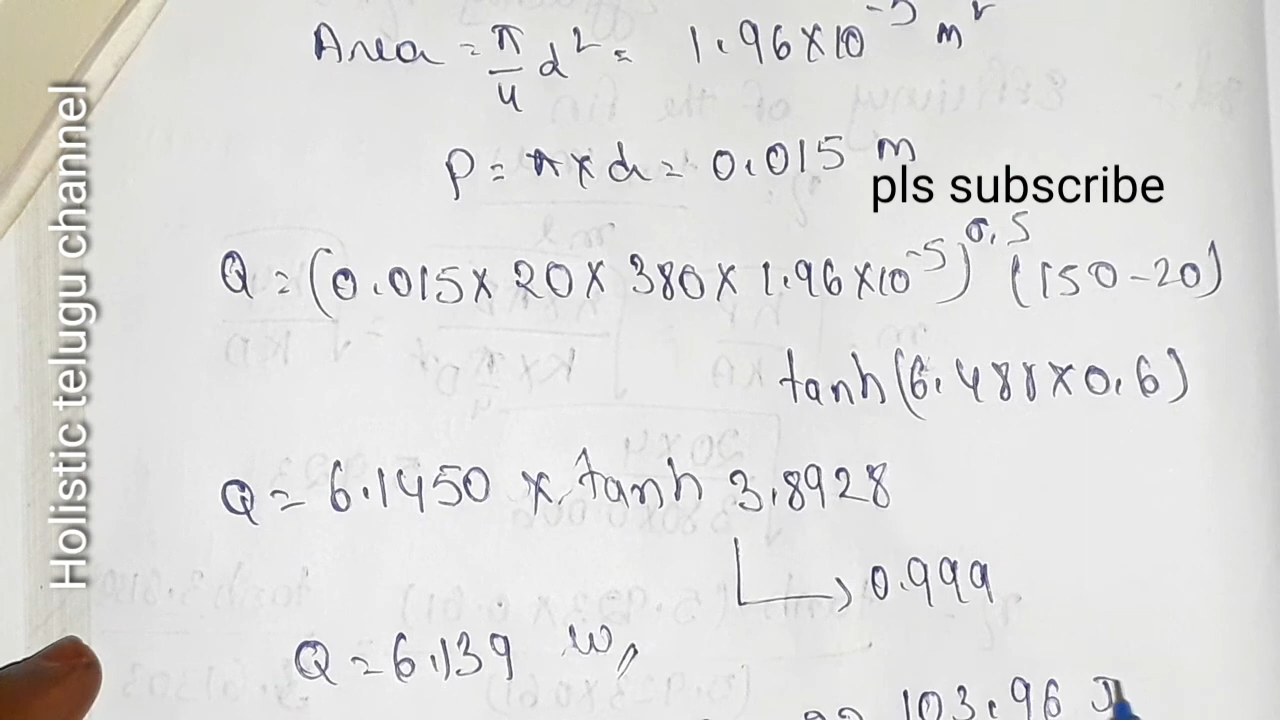 Area = π/4 d² = 1.96×10⁻⁵ m²
P = π × d = 0.015 m
pls subscribe
Q = (0.015 × 20 × 380 × 1.96 × 10⁻⁵)^0.5 (150-20)
tanh(6.488×0.6)
Q = 6.1450 × tanh 3.8928
↳ 0.999
Q = 6.139 w
103.96 J
Holistic telugu channel